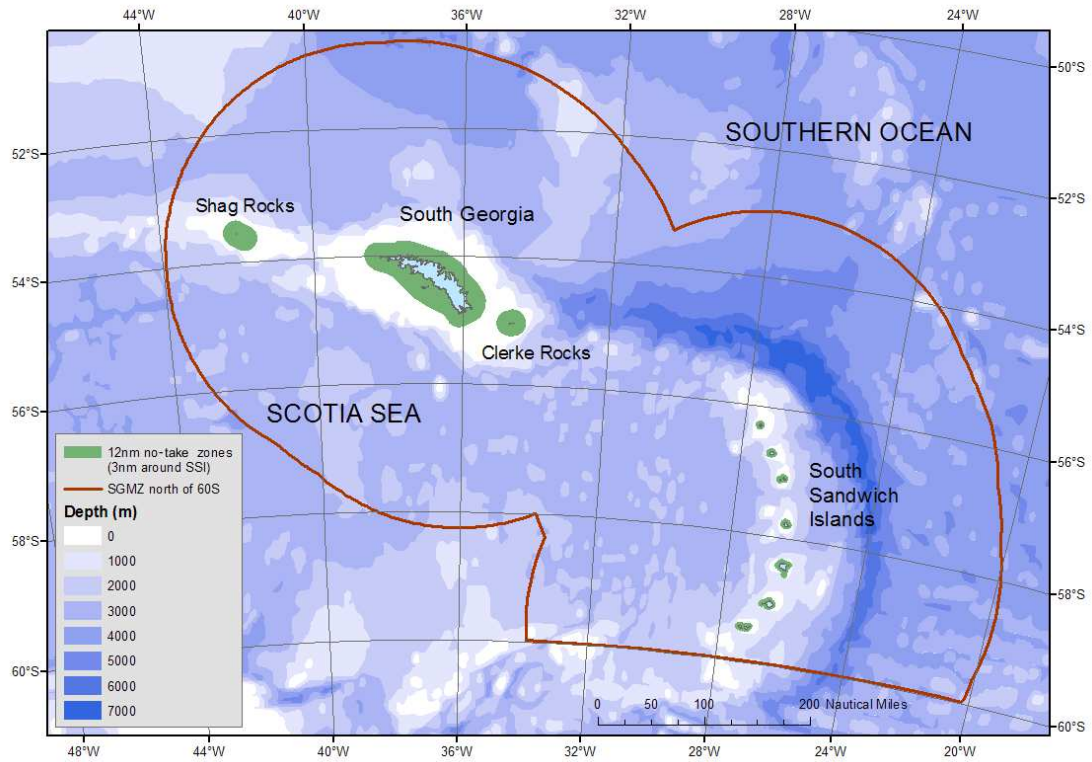 44°W 40°W 36°W 32°W 28°W 24°W
50°S
SOUTHERN OCEAN
52°S
52°S
Shag Rocks
South Georgia
54°S
54°S
Clerke Rocks
56°S
SCOTIA SEA
56°S
12nm no-take zones
(3nm around SSI)
SGMZ north of 60S
Depth (m)
0
1000
2000
3000
4000
5000
6000
7000
South
Sandwich
Islands
58°S
58°S
60°S
60°S
0 50 100 200 Nautical Miles
48°W 44°W 40°W 36°W 32°W 28°W 24°W 20°W